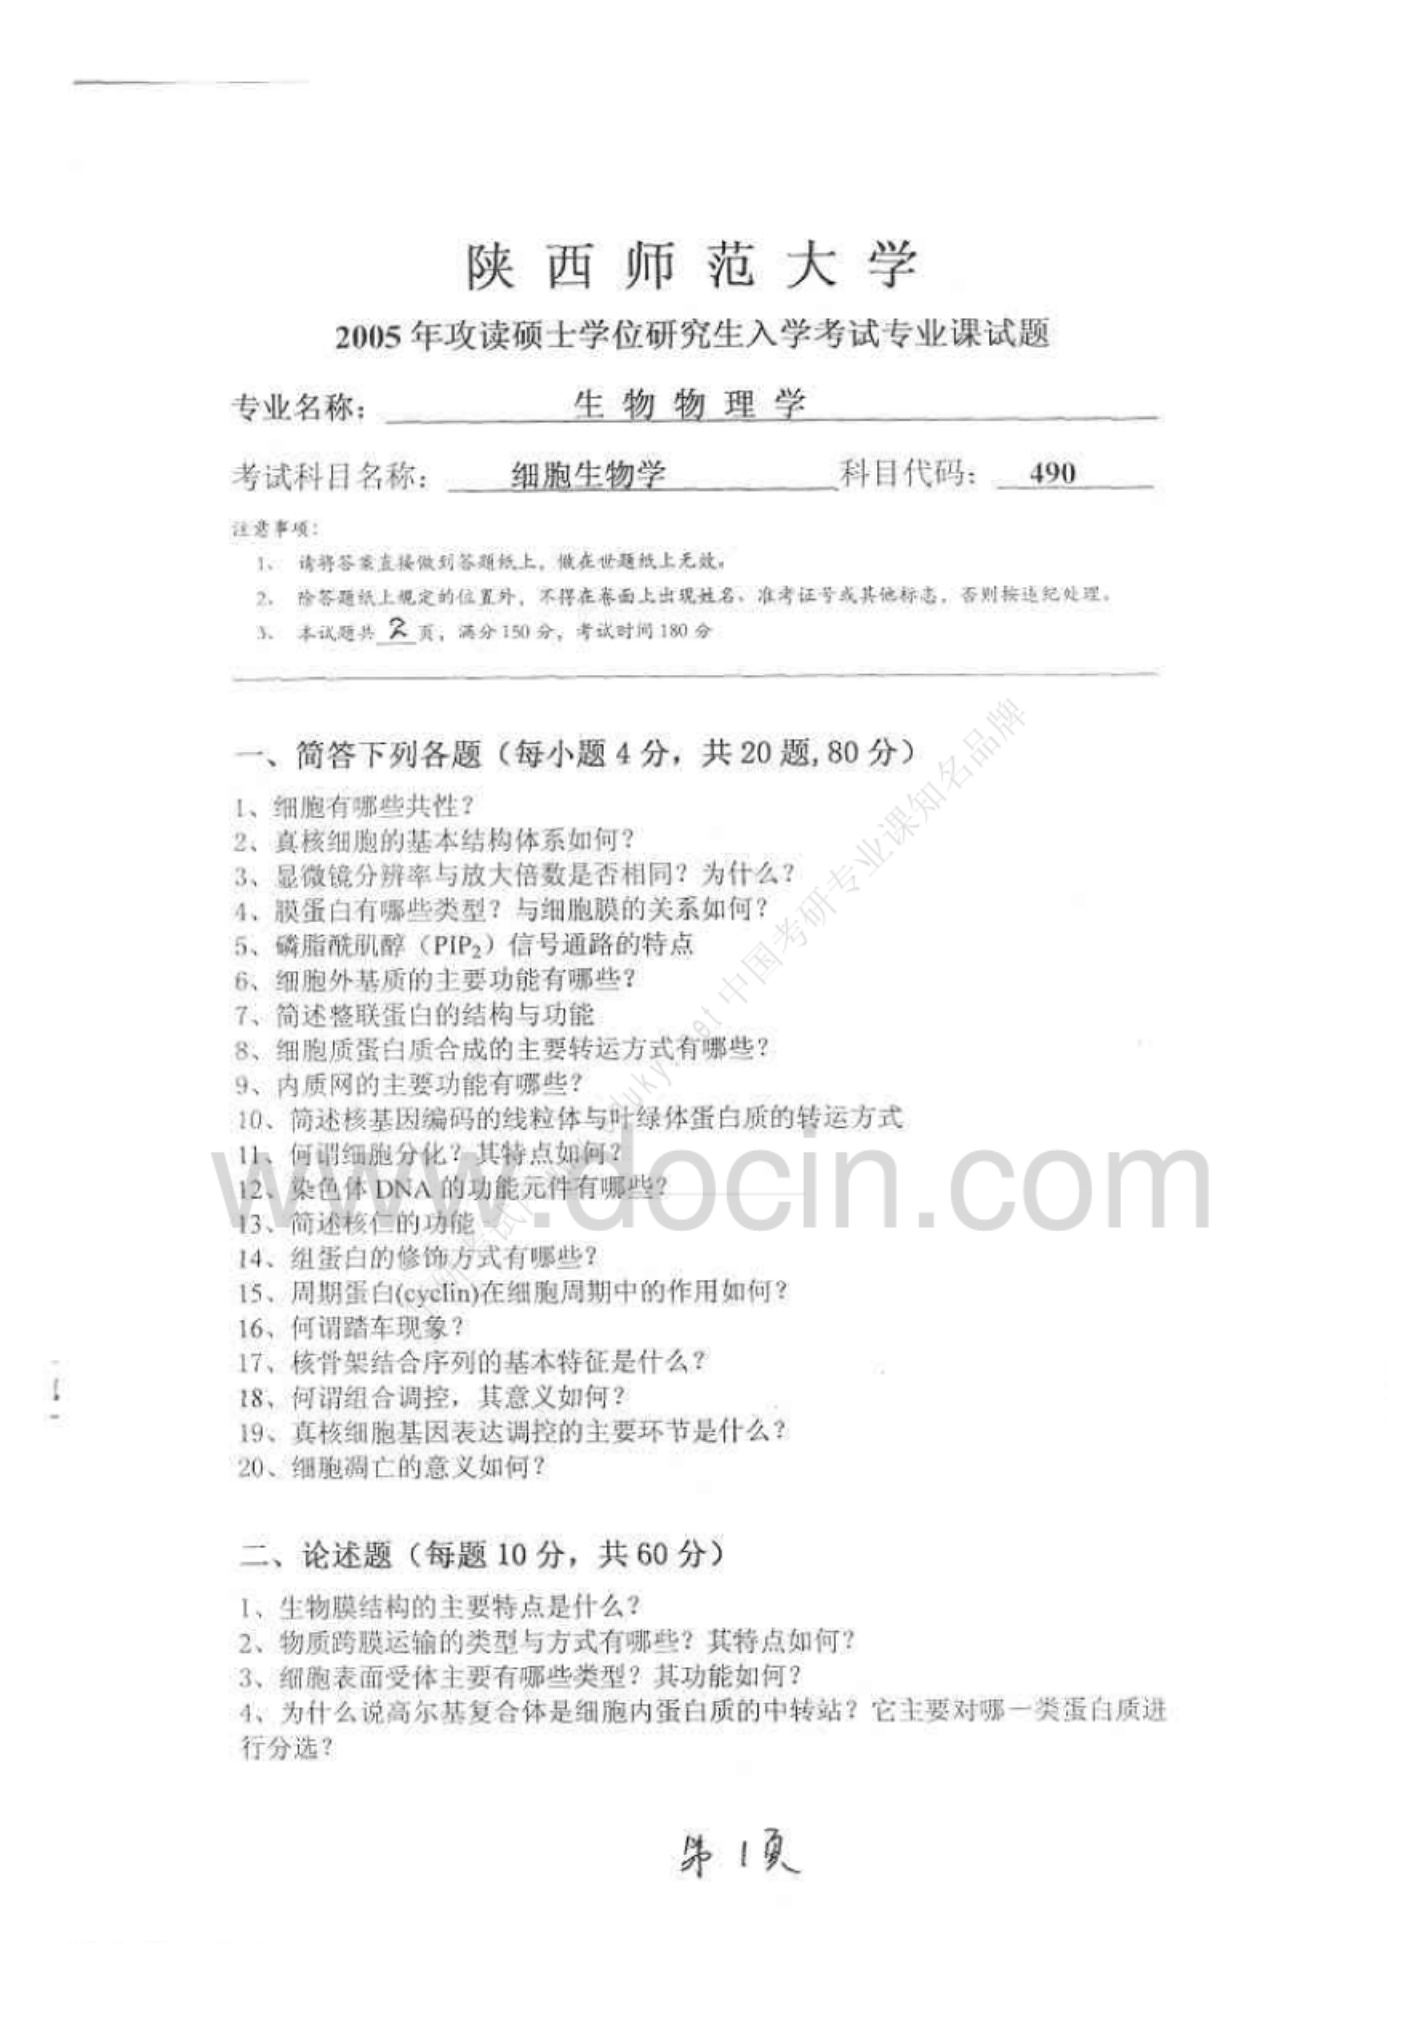 陕西师范大学
2005年攻读硕士学位研究生入学考试专业课试题
专业名称：生物物理学
考试科目名称：细胞生物学 科目代码：490
注意事项：
1、 请将答案直接做到答题纸上，做在世题纸上无效。
2、 除答题纸上规定的位置外，不得在卷面上出现姓名、准考证号或其他标志，否则按违纪处理。
3、 本试题共 2 页，满分150分，考试时间180分
一、简答下列各题（每小题4分，共20题,80分）
1、细胞有哪些共性？
2、真核细胞的基本结构体系如何？
3、显微镜分辨率与放大倍数是否相同？为什么？
4、膜蛋白有哪些类型？与细胞膜的关系如何？
5、磷脂酰肌醇（PIP₂）信号通路的特点
6、细胞外基质的主要功能有哪些？
7、简述整联蛋白的结构与功能
8、细胞质蛋白质合成的主要转运方式有哪些？
9、内质网的主要功能有哪些？
10、简述核基因编码的线粒体与叶绿体蛋白质的转运方式
11、何谓细胞分化？其特点如何？
12、染色体DNA的功能元件有哪些？
13、简述核仁的功能
14、组蛋白的修饰方式有哪些？
15、周期蛋白(cyclin)在细胞周期中的作用如何？
16、何谓踏车现象？
17、核骨架结合序列的基本特征是什么？
18、何谓组合调控，其意义如何？
19、真核细胞基因表达调控的主要环节是什么？
20、细胞凋亡的意义如何？
二、论述题（每题10分，共60分）
1、生物膜结构的主要特点是什么？
2、物质跨膜运输的类型与方式有哪些？其特点如何？
3、细胞表面受体主要有哪些类型？其功能如何？
4、为什么说高尔基复合体是细胞内蛋白质的中转站？它主要对哪一类蛋白质进
行分选？
第1页
www.docin.com
中国考研专业课知名品牌